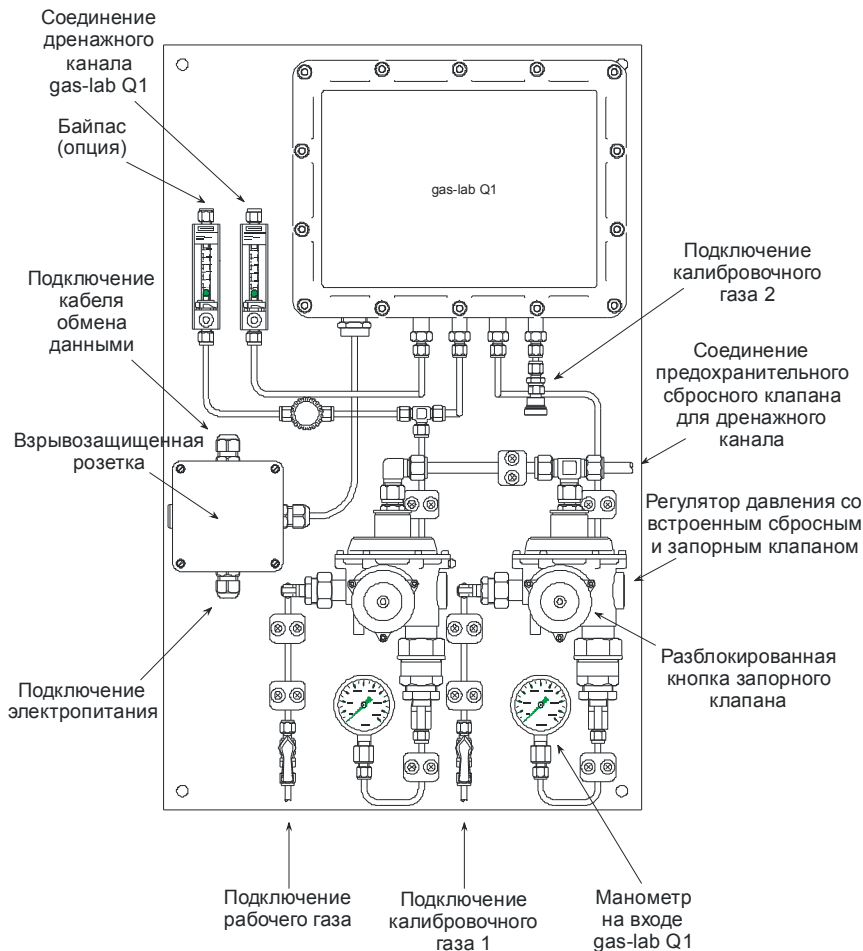 Соединение
дренажного
канала
gas-lab Q1
Байпас
(опция)
gas-lab Q1
Подключение
калибровочного
газа 2
Подключение
кабеля
обмена
данными
Соединение
предохранительного
сбросного клапана
для дренажного
канала
Взрывозащищенная
розетка
Регулятор давления со
встроенным сбросным
и запорным клапаном
Разблокированная
кнопка запорного
клапана
Подключение
электропитания
Подключение
рабочего газа
Подключение
калибровочного
газа 1
Манометр
на входе
gas-lab Q1